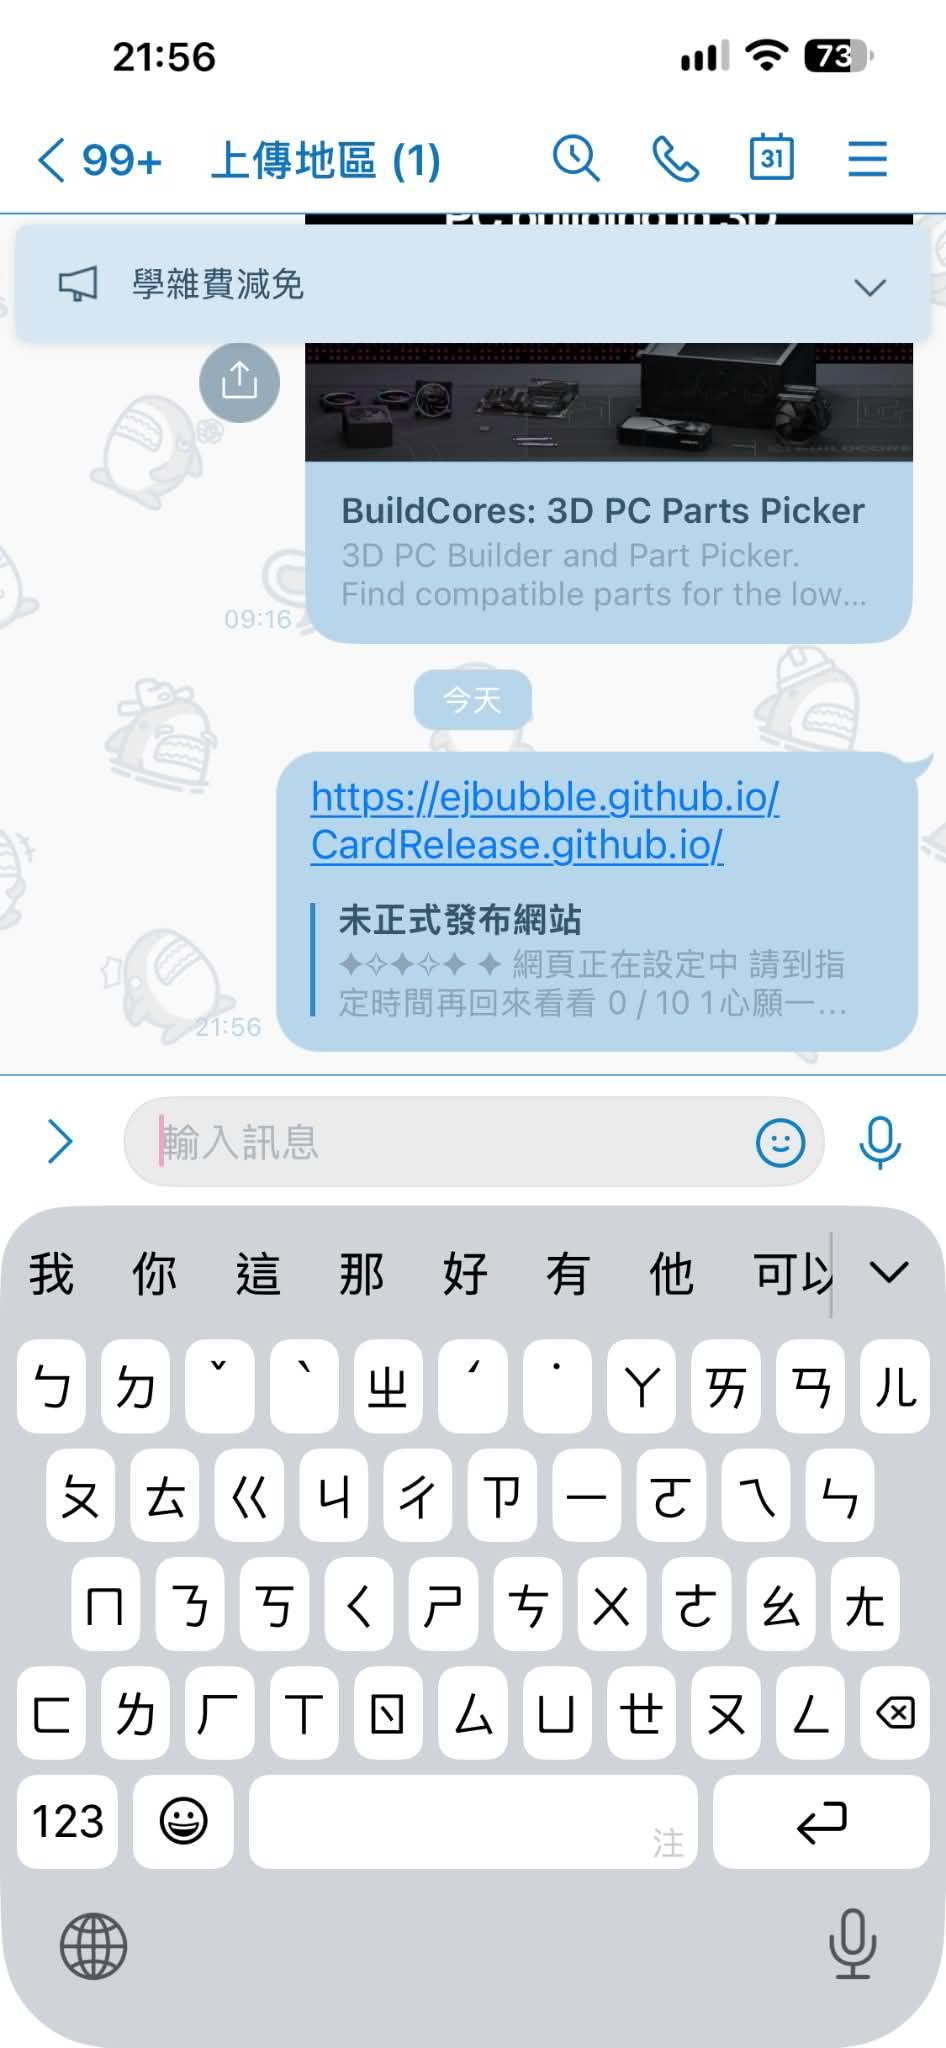 21:56
73
99+
上傳地區 (1)
31
PC building in 3D
學雜費減免
BuildCores: 3D PC Parts Picker
3D PC Builder and Part Picker.
Find compatible parts for the low...
09:16
今天
https://ejbubble.github.io/
CardRelease.github.io/
未正式發布網站
✦✧✦✧✦ ✦ 網頁正在設定中 請到指
定時間再回來看看 0 / 10 1心願一...
21:56
輸入訊息
我 你 這 那 好 有 他 可以
ㄅ ㄉ ˇ ˋ ㄓ ˊ ˙ ㄚ ㄞ ㄢ ㄦ
ㄆ ㄊ ㄍ ㄐ ㄔ ㄗ ㄧ ㄛ ㄟ ㄣ
ㄇ ㄋ ㄎ ㄑ ㄕ ㄘ ㄨ ㄜ ㄠ ㄤ
ㄈ ㄌ ㄏ ㄒ ㄖ ㄙ ㄩ ㄝ ㄡ ㄥ
123
注